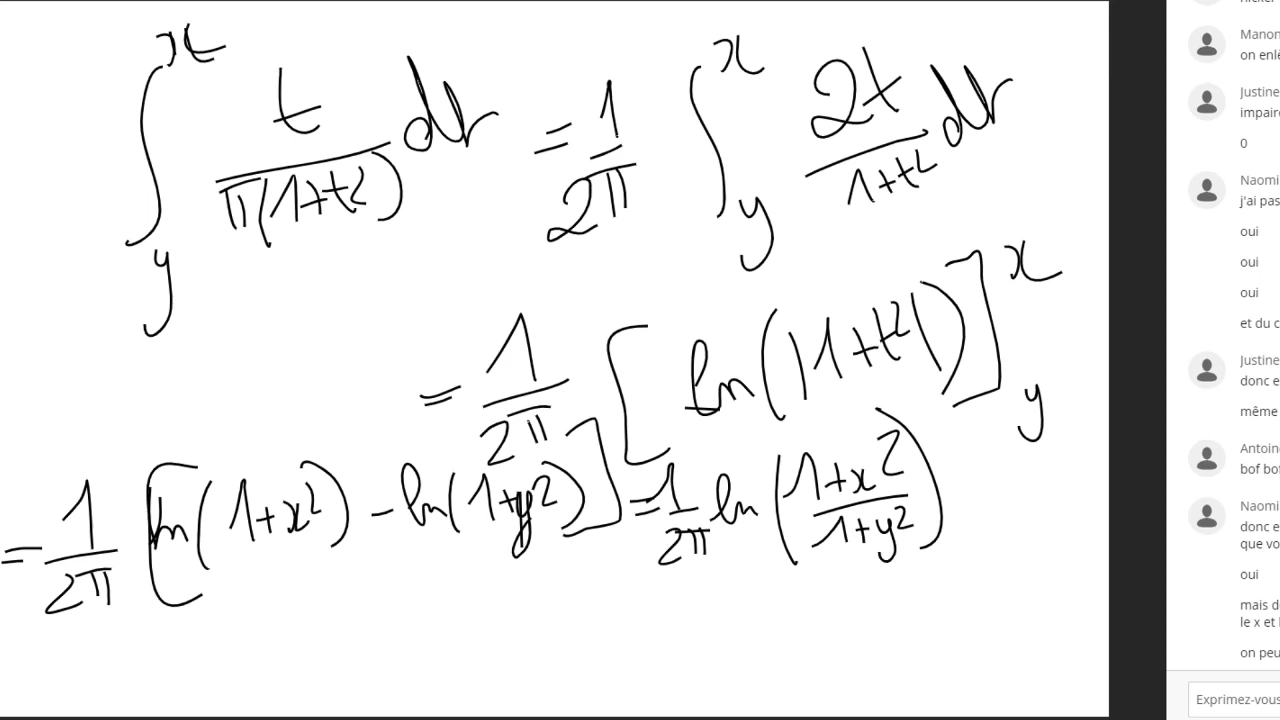 ∫_y^x t/(π(1+t²)) dt = 1/(2π) ∫_y^x 2t/(1+t²) dt
= 1/(2π) [ln(|1+t²|)]_y^x
= 1/(2π) [ln(1+x²) - ln(1+y²)] = 1/(2π) ln((1+x²)/(1+y²))
Manon
on enlè
Justine
impaire
0
Naomi
j'ai pas
oui
oui
oui
et du c
Justine
donc e
même
Antoine
bof bo
Naomi
donc e
que vo
oui
mais d
le x et l
on peu
Exprimez-vous